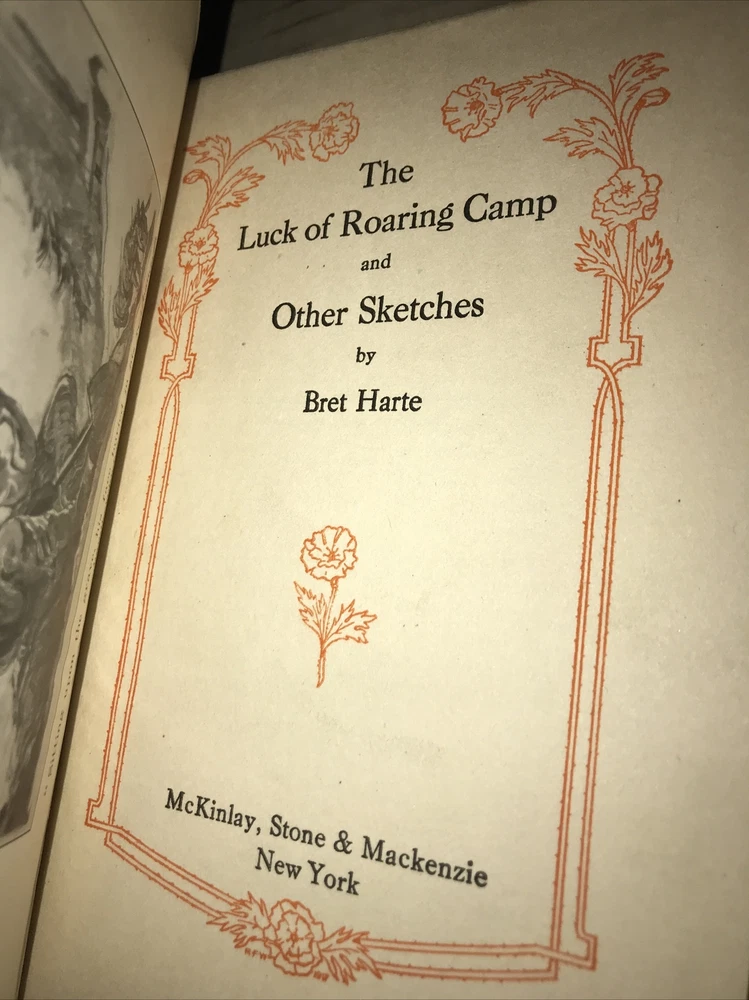 The
Luck of Roaring Camp
and
Other Sketches
by
Bret Harte
McKinlay, Stone & Mackenzie
New York